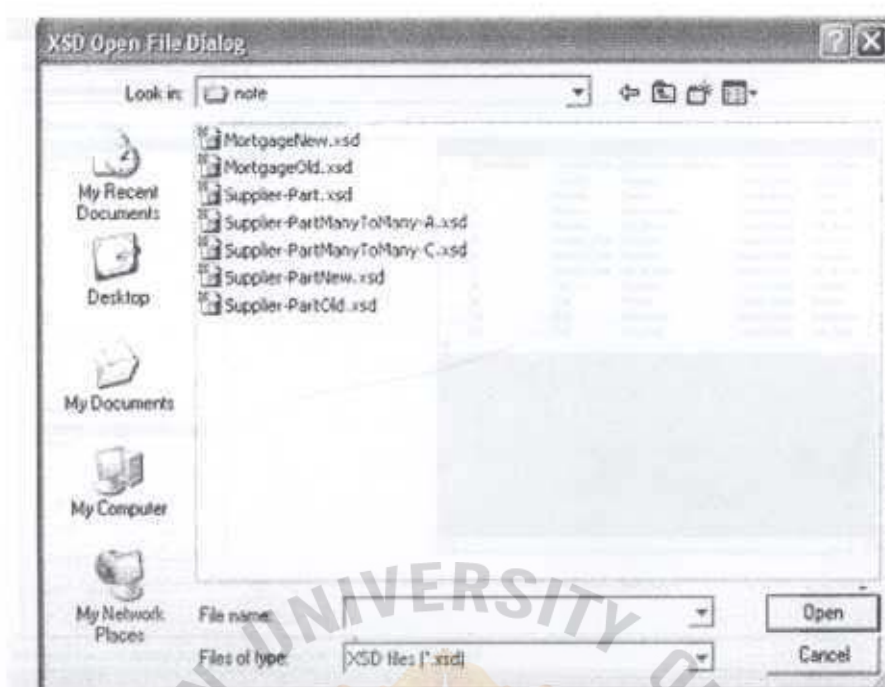 XSD Open File Dialog
Look in: note
MortgageNew.xsd
MortgageOld.xsd
Supplier-Part.xsd
Supplier-PartManyToMany-A.xsd
Supplier-PartManyToMany-C.xsd
Supplier-PartNew.xsd
Supplier-PartOld.xsd
My Recent
Documents
Desktop
My Documents
My Computer
My Network
Places
File name:
Open
Files of type: XSD files (*.xsd)
Cancel
UNIVERSITY